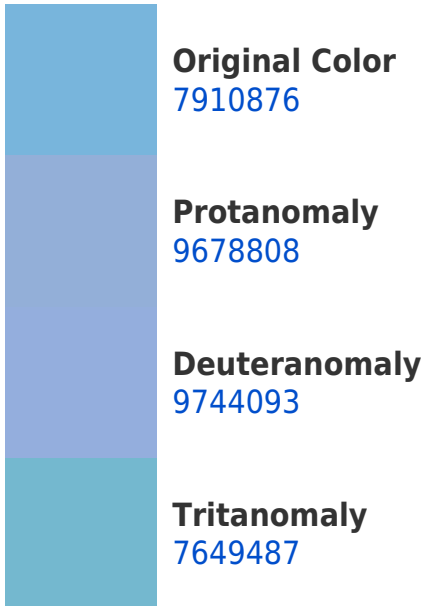 Original Color
7910876
Protanomaly
9678808
Deuteranomaly
9744093
Tritanomaly
7649487